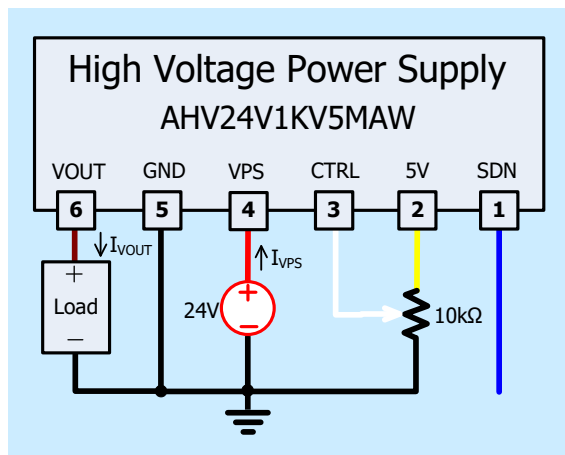 High Voltage Power Supply
AHV24V1KV5MAW
VOUT GND VPS CTRL 5V SDN
6 5 4 3 2 1
IVOUT IVPS
+ +
Load 24V 10kΩ
− −